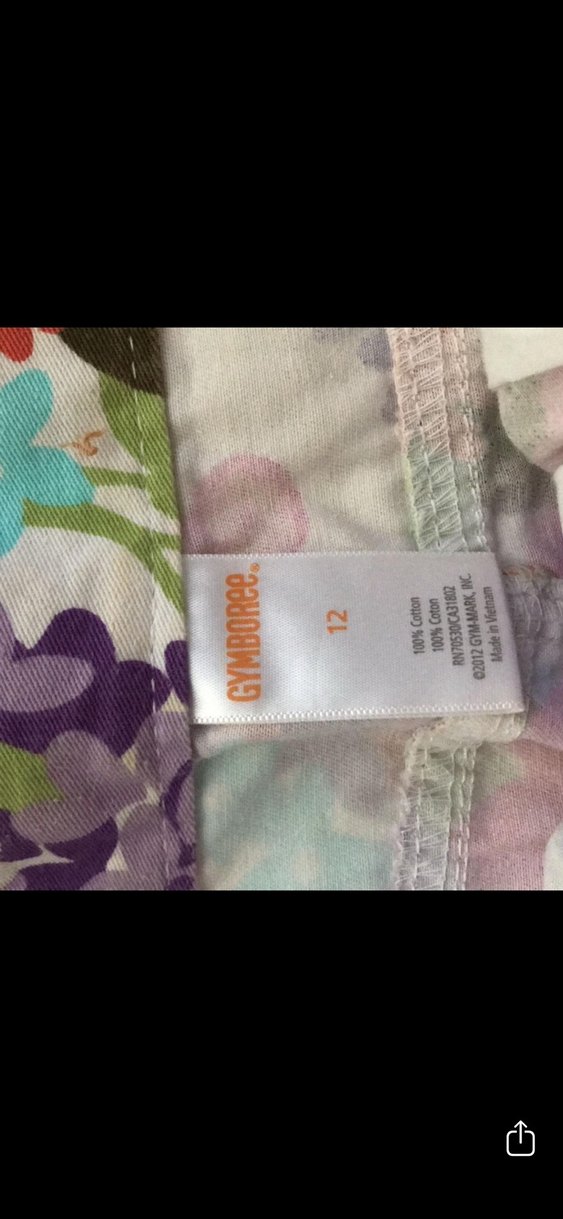 GYMBOREE®
12
100% Cotton
100% Coton
RN70530/CA31802
©2012 GYM-MARK, INC.
Made in Vietnam